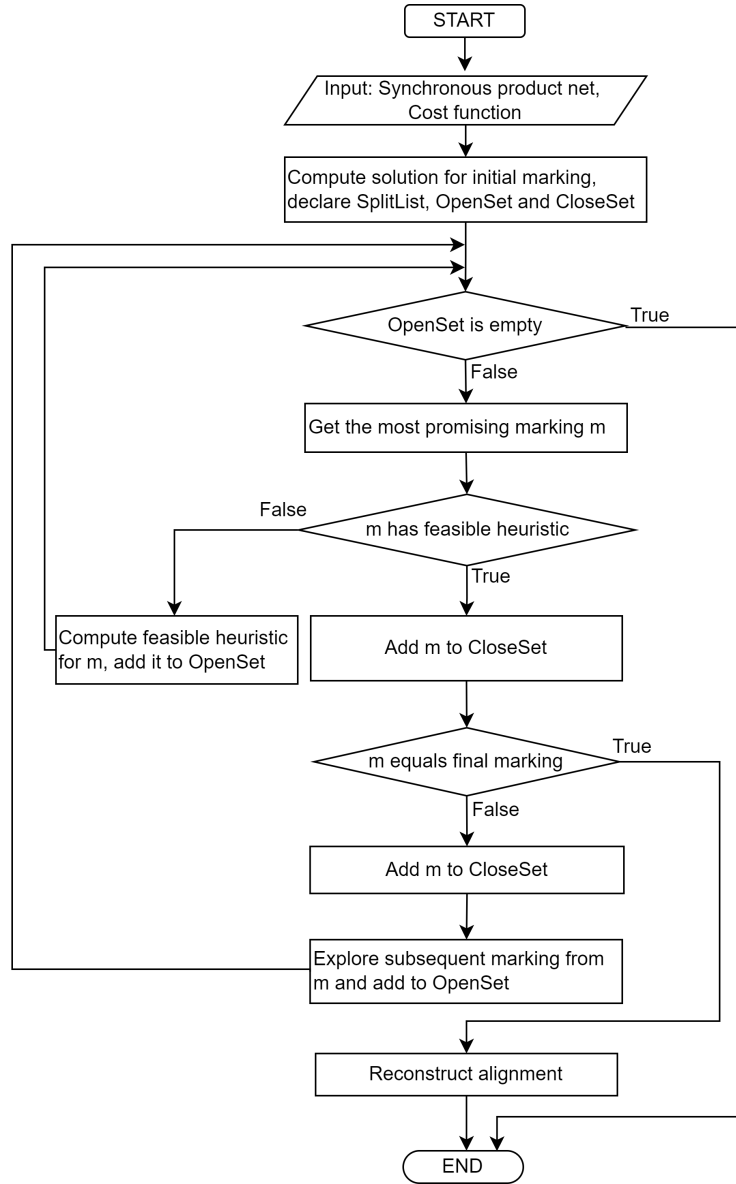 START
Input: Synchronous product net,
Cost function
Compute solution for initial marking,
declare SplitList, OpenSet and CloseSet
OpenSet is empty
True
False
Get the most promising marking m
False
m has feasible heuristic
True
Compute feasible heuristic
for m, add it to OpenSet
Add m to CloseSet
True
m equals final marking
False
Add m to CloseSet
Explore subsequent marking from
m and add to OpenSet
Reconstruct alignment
END